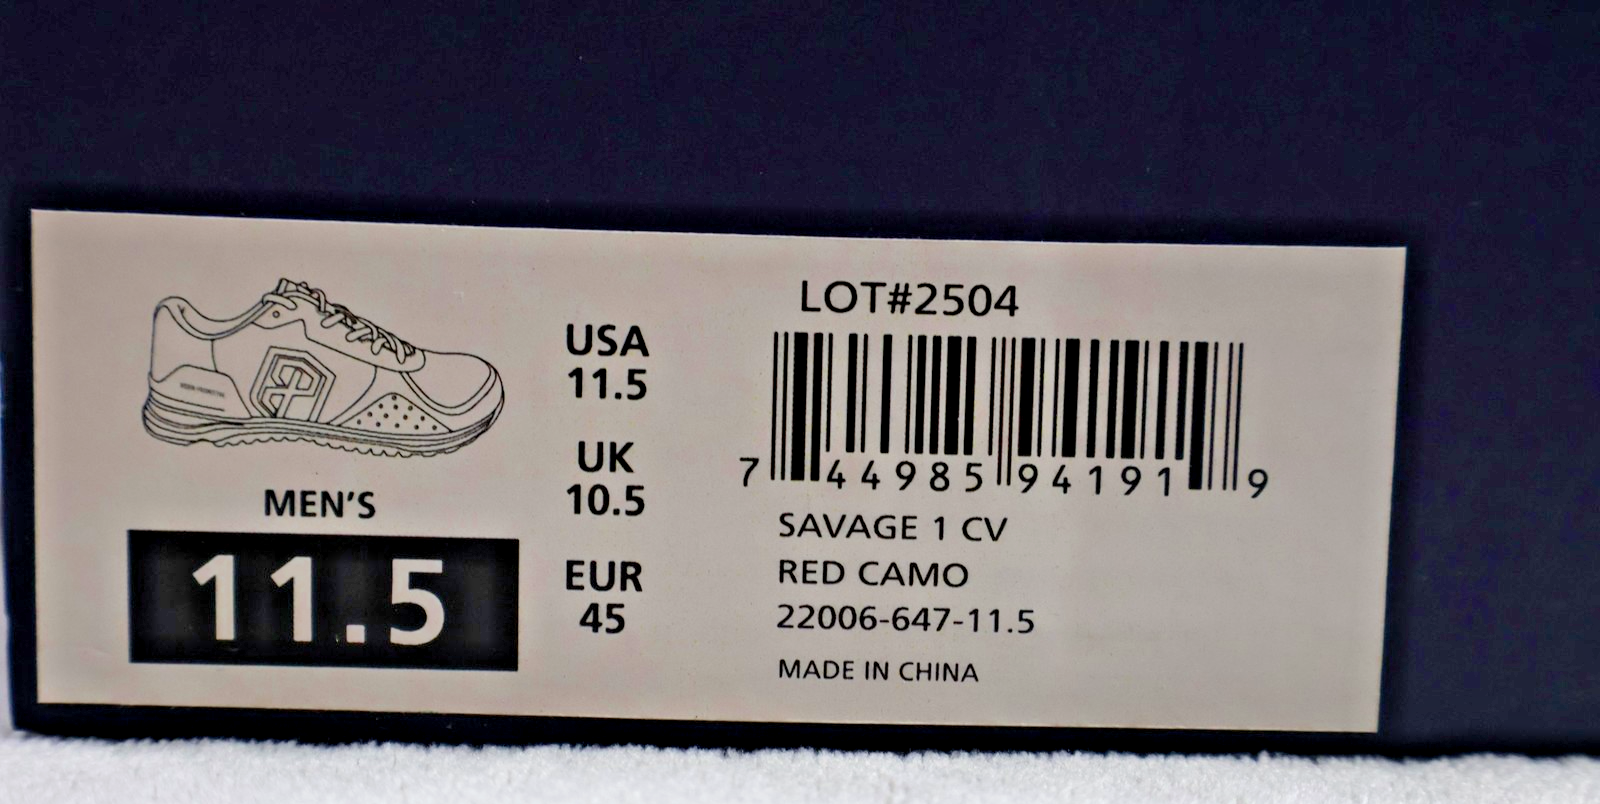 MEN'S
11.5
USA
11.5
UK
10.5
EUR
45
LOT#2504
7 44985 94191 9
SAVAGE 1 CV
RED CAMO
22006-647-11.5
MADE IN CHINA